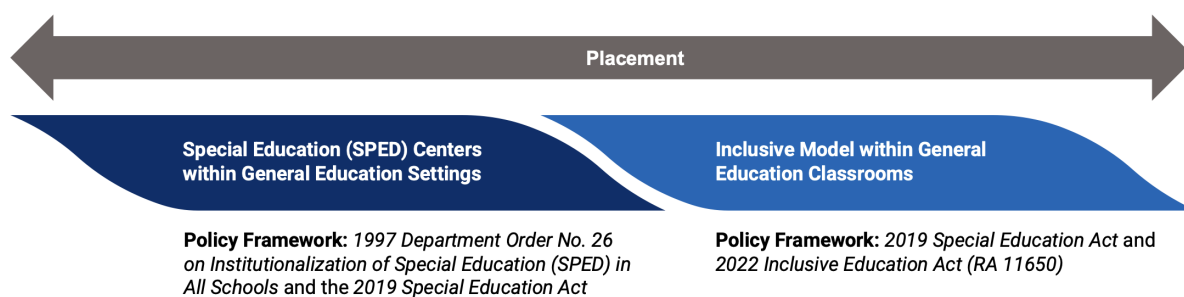 Placement
Special Education (SPED) Centers
within General Education Settings
Policy Framework: 1997 Department Order No. 26
on Institutionalization of Special Education (SPED) in
All Schools and the 2019 Special Education Act
Inclusive Model within General
Education Classrooms
Policy Framework: 2019 Special Education Act and
2022 Inclusive Education Act (RA 11650)